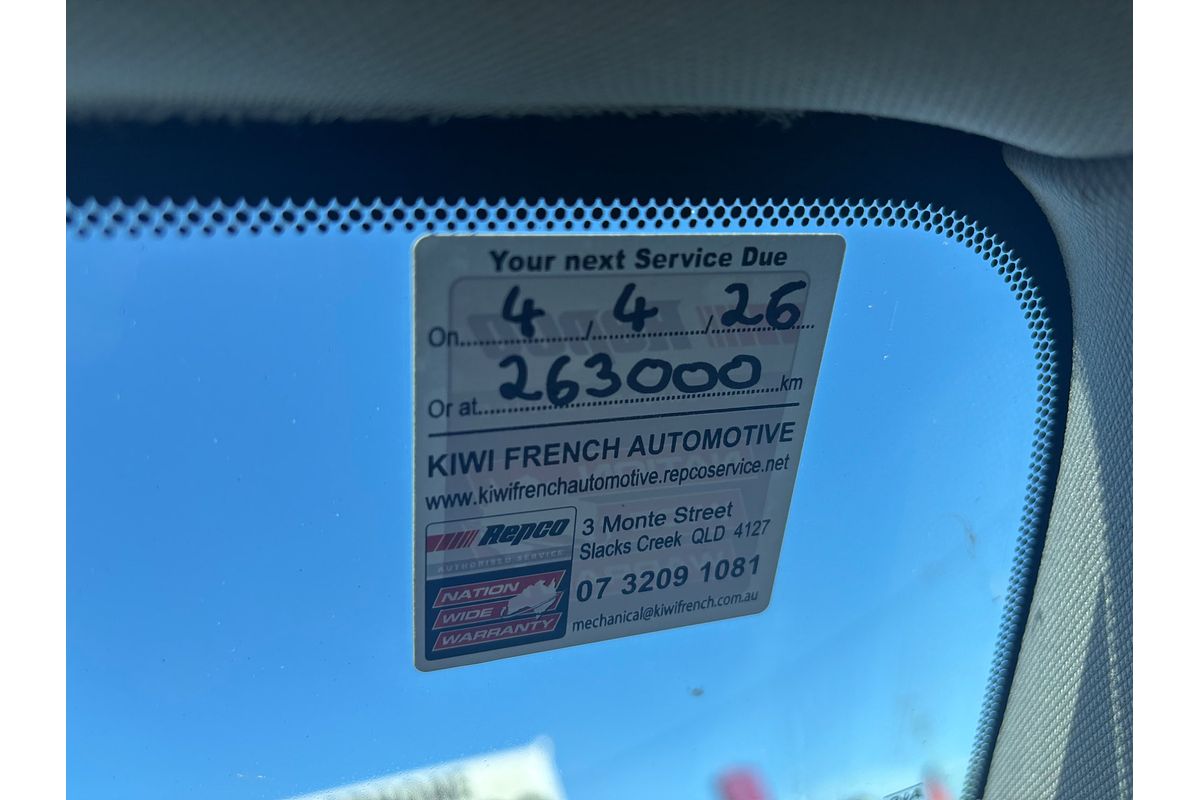 Your next Service Due
On 4 / 4 / 26
Or at 263000 km
KIWI FRENCH AUTOMOTIVE
www.kiwifrenchautomotive.repcoservice.net
REPCO
AUTHORISED SERVICE
NATION
WIDE
WARRANTY
3 Monte Street
Slacks Creek QLD 4127
07 3209 1081
mechanical@kiwifrench.com.au